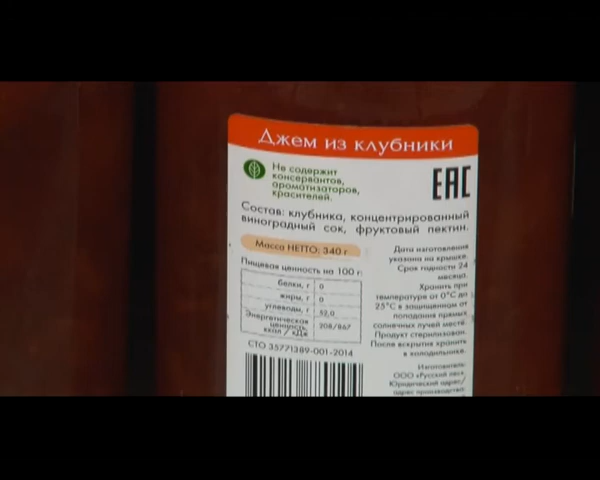 Джем из клубники
Не содержит
консервантов,
ароматизаторов,
красителей.
EAC
Состав: клубника, концентрированный
виноградный сок, фруктовый пектин.
Масса НЕТТО: 340 г
Пищевая ценность на 100 г:
белки, г 0
жиры, г 0
углеводы, г 52,0
Энергетическая
ценность,
ккал / кДж 208/867
СТО 35771389-001-2014
Дата изготовления
указана на крышке.
Срок годности 24
месяца.
Хранить при
температуре от 0°C до
25°C в защищенном от
попадания прямых
солнечных лучей месте.
Продукт стерилизован.
После вскрытия хранить
в холодильнике.
Изготовитель:
ООО «Русский лес»,
Юридический адрес/
адрес производства: